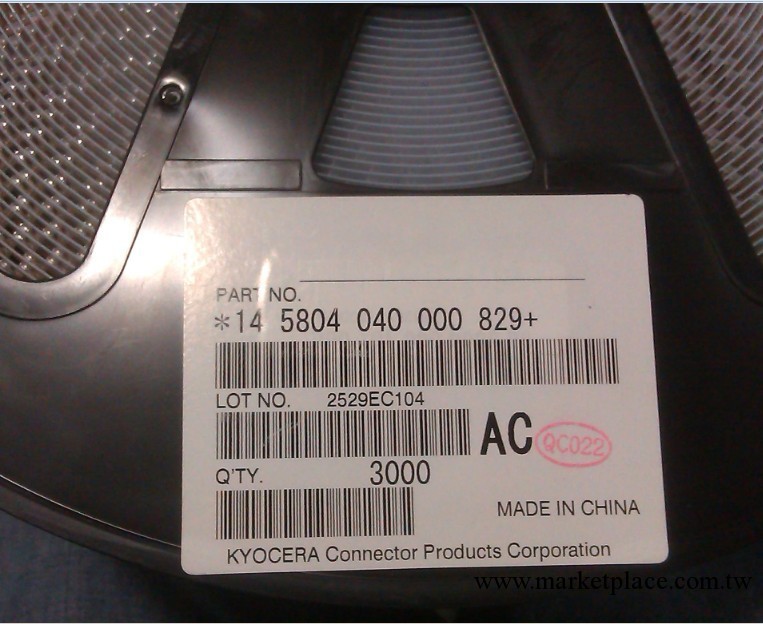 PART NO.
*14 5804 040 000 829+
LOT NO. 2529EC104
AC QC022
Q'TY. 3000
MADE IN CHINA
KYOCERA Connector Products Corporation
www.marketplace.com.tw